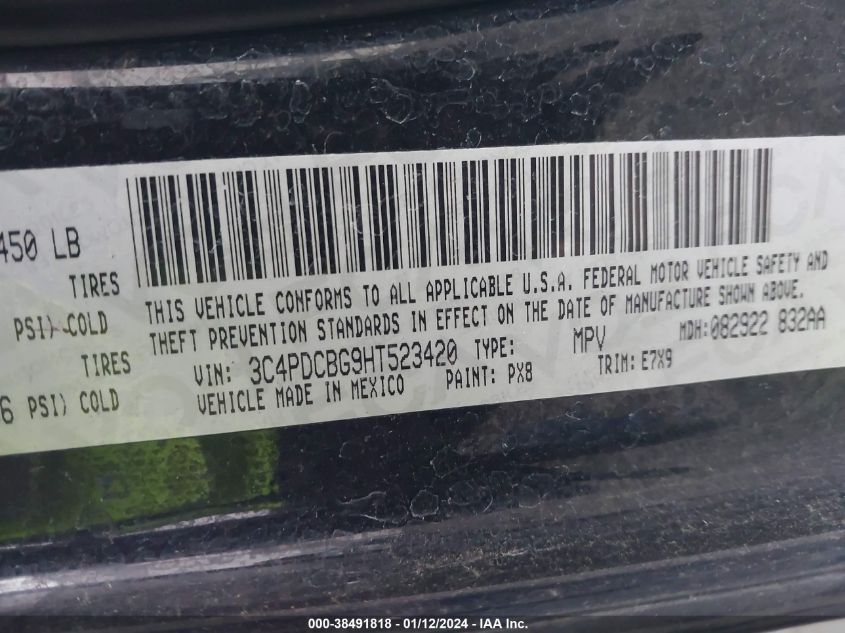 450 LB
TIRES
PSI) COLD
TIRES
6 PSI) COLD
THIS VEHICLE CONFORMS TO ALL APPLICABLE U.S.A. FEDERAL MOTOR VEHICLE SAFETY AND
THEFT PREVENTION STANDARDS IN EFFECT ON THE DATE OF MANUFACTURE SHOWN ABOVE.
VIN: 3C4PDCBG9HT523420 TYPE: MPV MDH:082922 832AA
VEHICLE MADE IN MEXICO PAINT: PX8 TRIM: E7X9
000-38491818 - 01/12/2024 - IAA Inc.